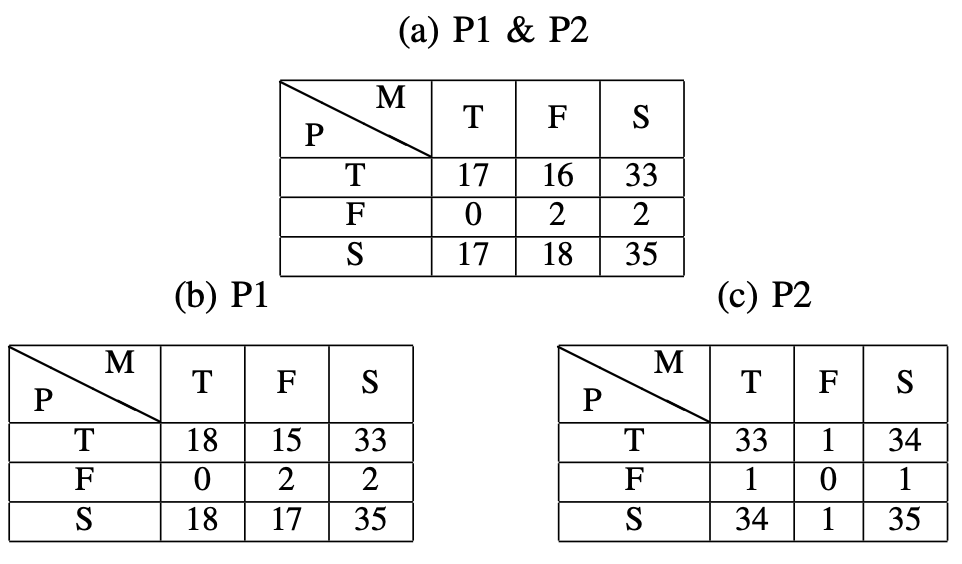 (a) P1 & P2
M
P
T F S
T 17 16 33
F 0 2 2
S 17 18 35
(b) P1
M
P
T F S
T 18 15 33
F 0 2 2
S 18 17 35
(c) P2
M
P
T F S
T 33 1 34
F 1 0 1
S 34 1 35